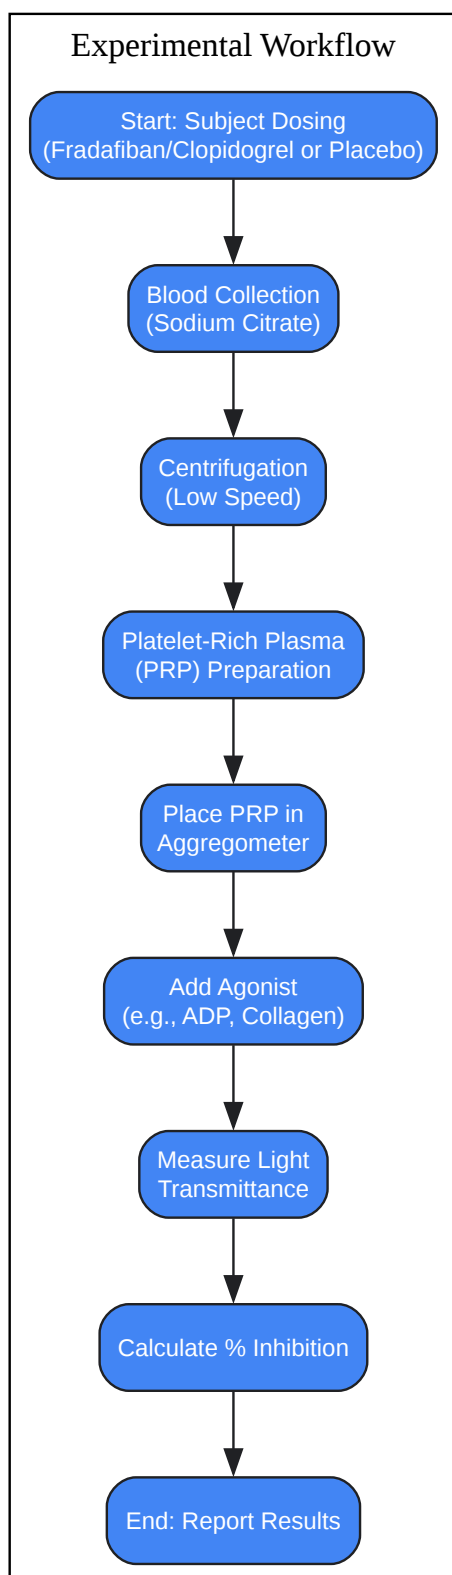 Experimental Workflow
Start: Subject Dosing
(Fradafiban/Clopidogrel or Placebo)
Blood Collection
(Sodium Citrate)
Centrifugation
(Low Speed)
Platelet-Rich Plasma
(PRP) Preparation
Place PRP in
Aggregometer
Add Agonist
(e.g., ADP, Collagen)
Measure Light
Transmittance
Calculate % Inhibition
End: Report Results